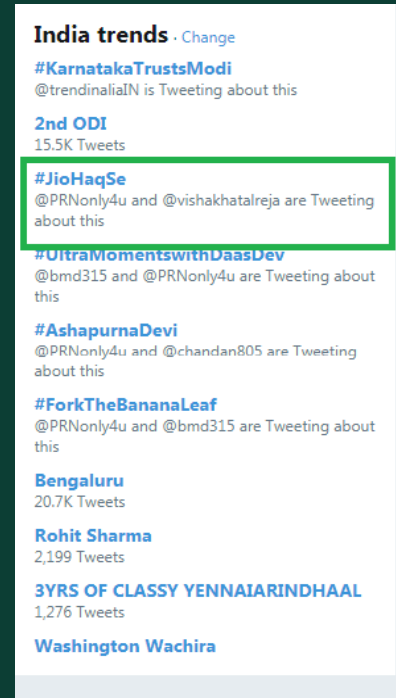 India trends · Change
#KarnatakaTrustsModi
@trendinaliaIN is Tweeting about this
2nd ODI
15.5K Tweets
#JioHaqSe
@PRNonly4u and @vishakhatalreja are Tweeting
about this
#UltraMomentswithDaasDev
@bmd315 and @PRNonly4u are Tweeting about
this
#AshapurnaDevi
@PRNonly4u and @chandan805 are Tweeting
about this
#ForkTheBananaLeaf
@PRNonly4u and @bmd315 are Tweeting about
this
Bengaluru
20.7K Tweets
Rohit Sharma
2,199 Tweets
3YRS OF CLASSY YENNAIARINDHAAL
1,276 Tweets
Washington Wachira